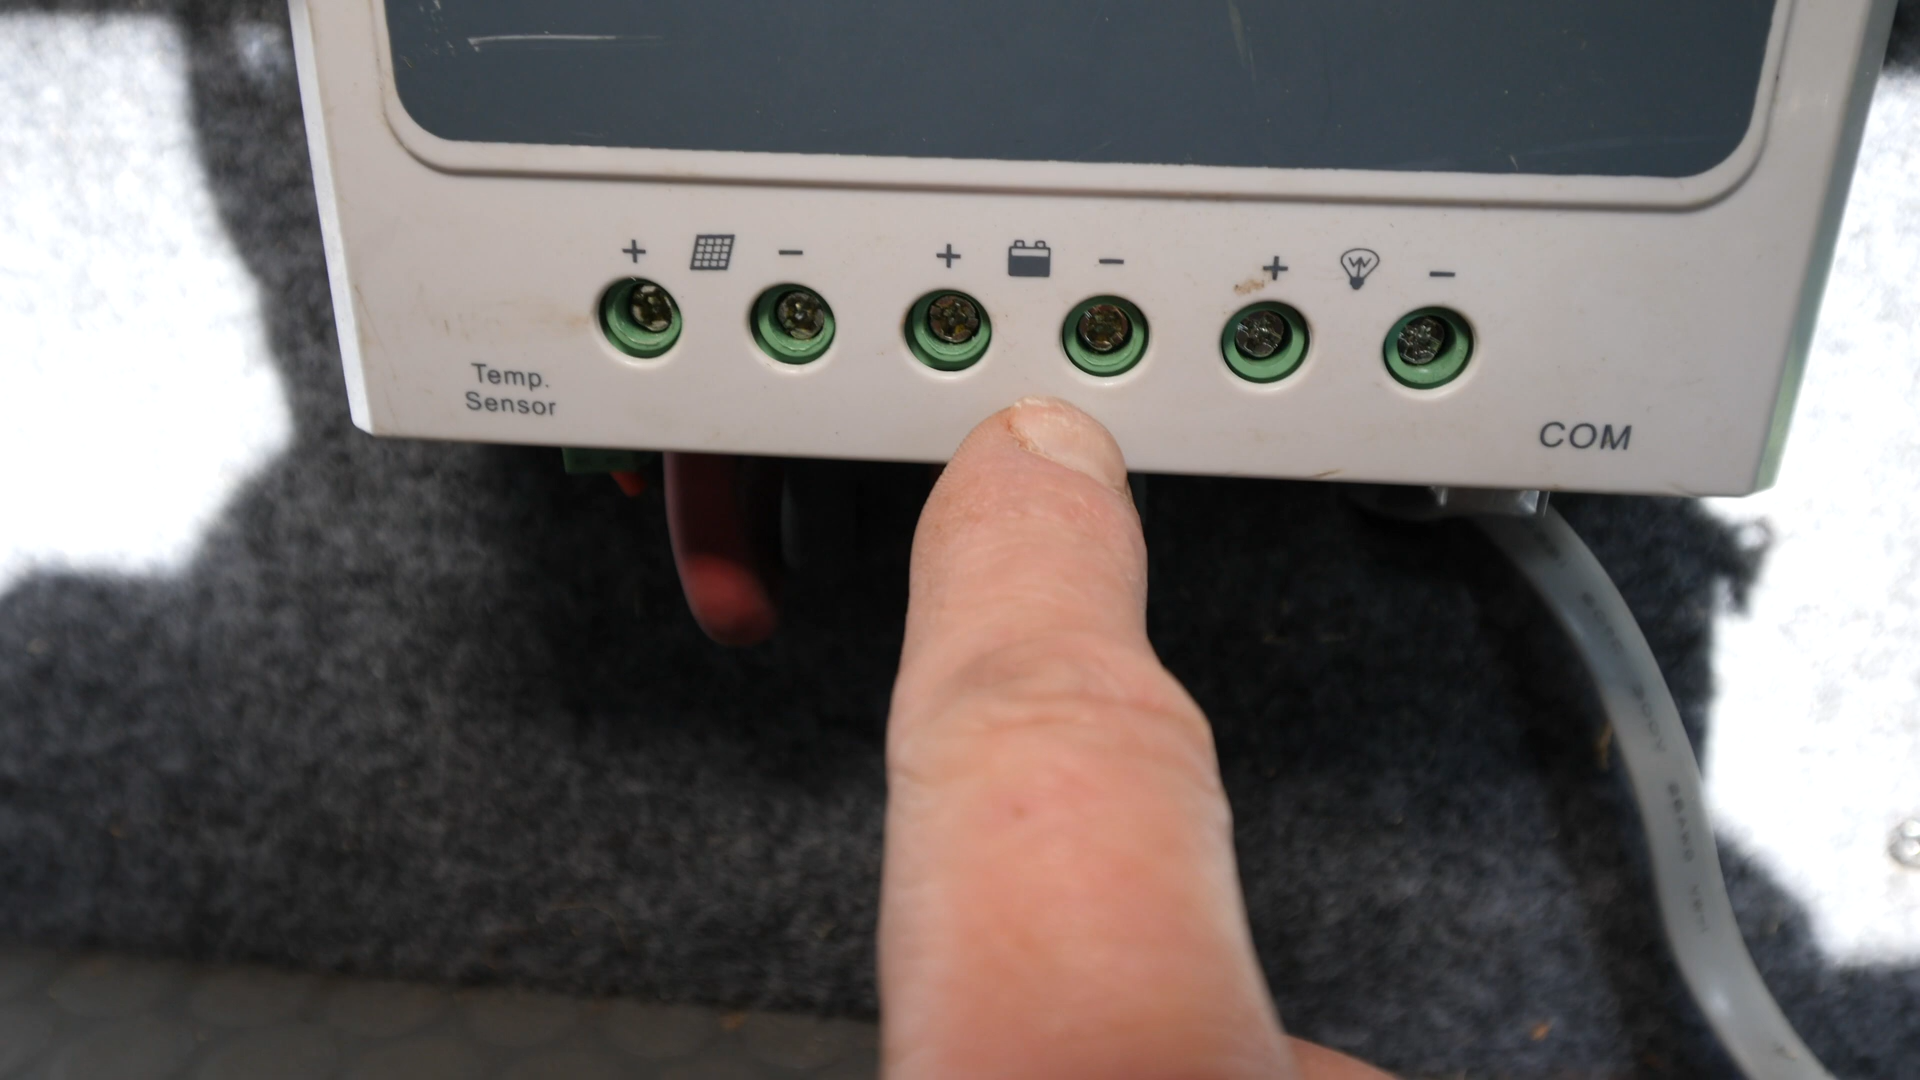 + − + − + −
Temp.
Sensor
COM